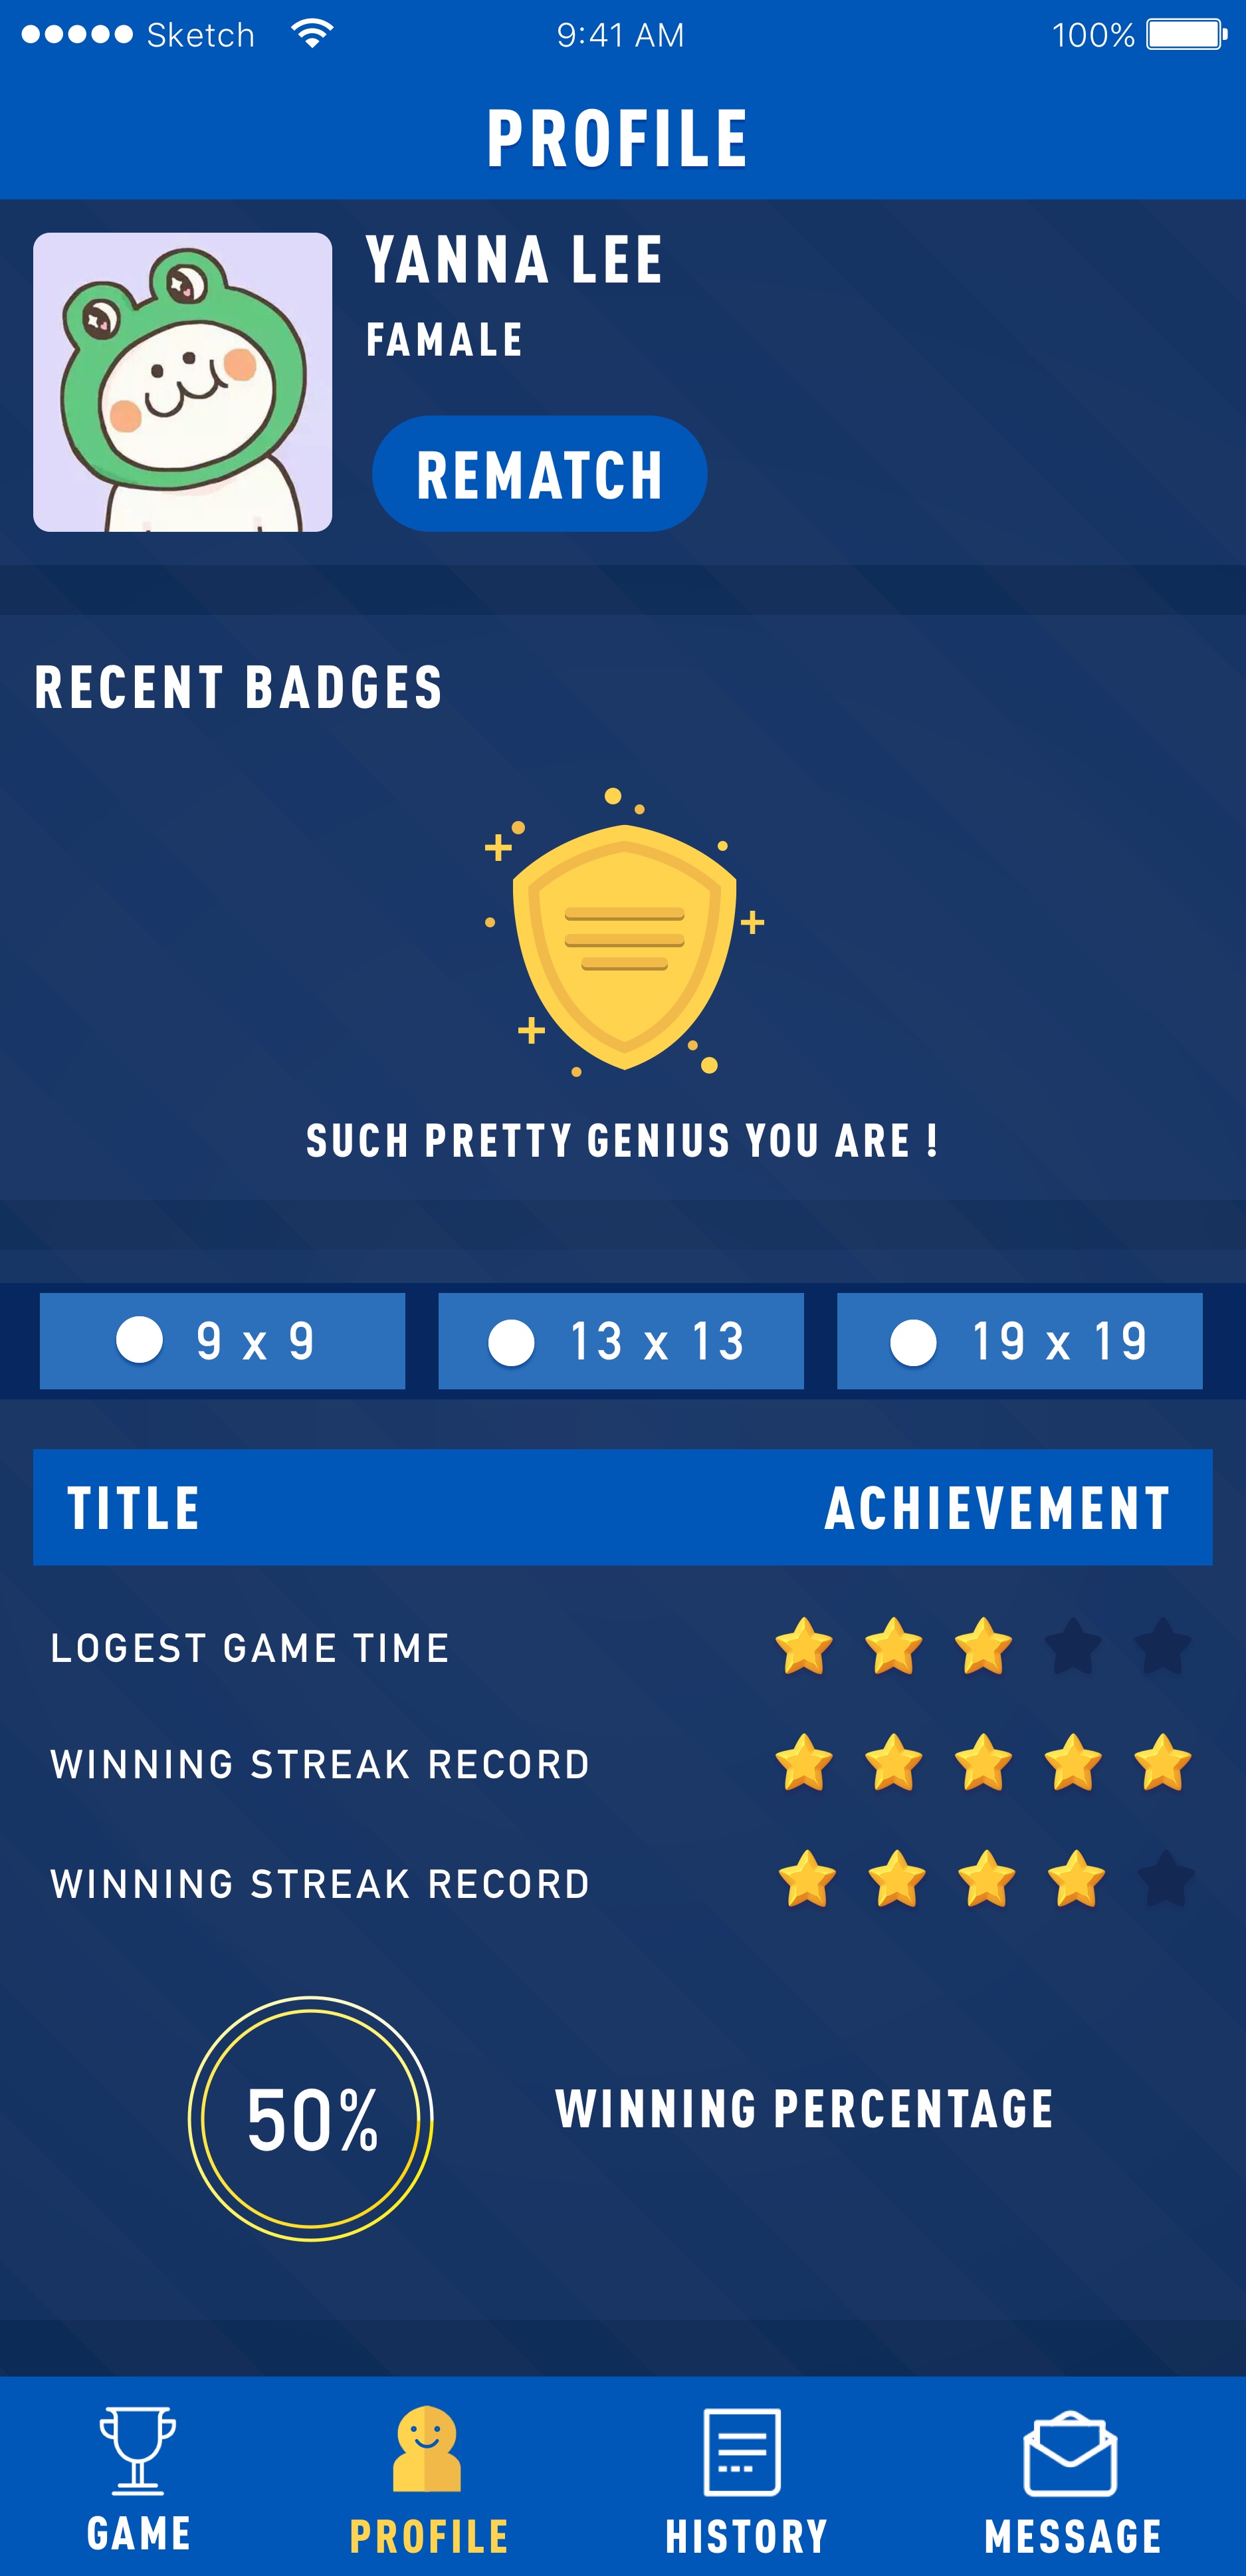 Sketch 9:41 AM 100%
PROFILE
YANNA LEE
FAMALE
REMATCH
RECENT BADGES
SUCH PRETTY GENIUS YOU ARE !
9 x 9 13 x 13 19 x 19
TITLE ACHIEVEMENT
LOGEST GAME TIME
WINNING STREAK RECORD
WINNING STREAK RECORD
50% WINNING PERCENTAGE
GAME PROFILE HISTORY MESSAGE